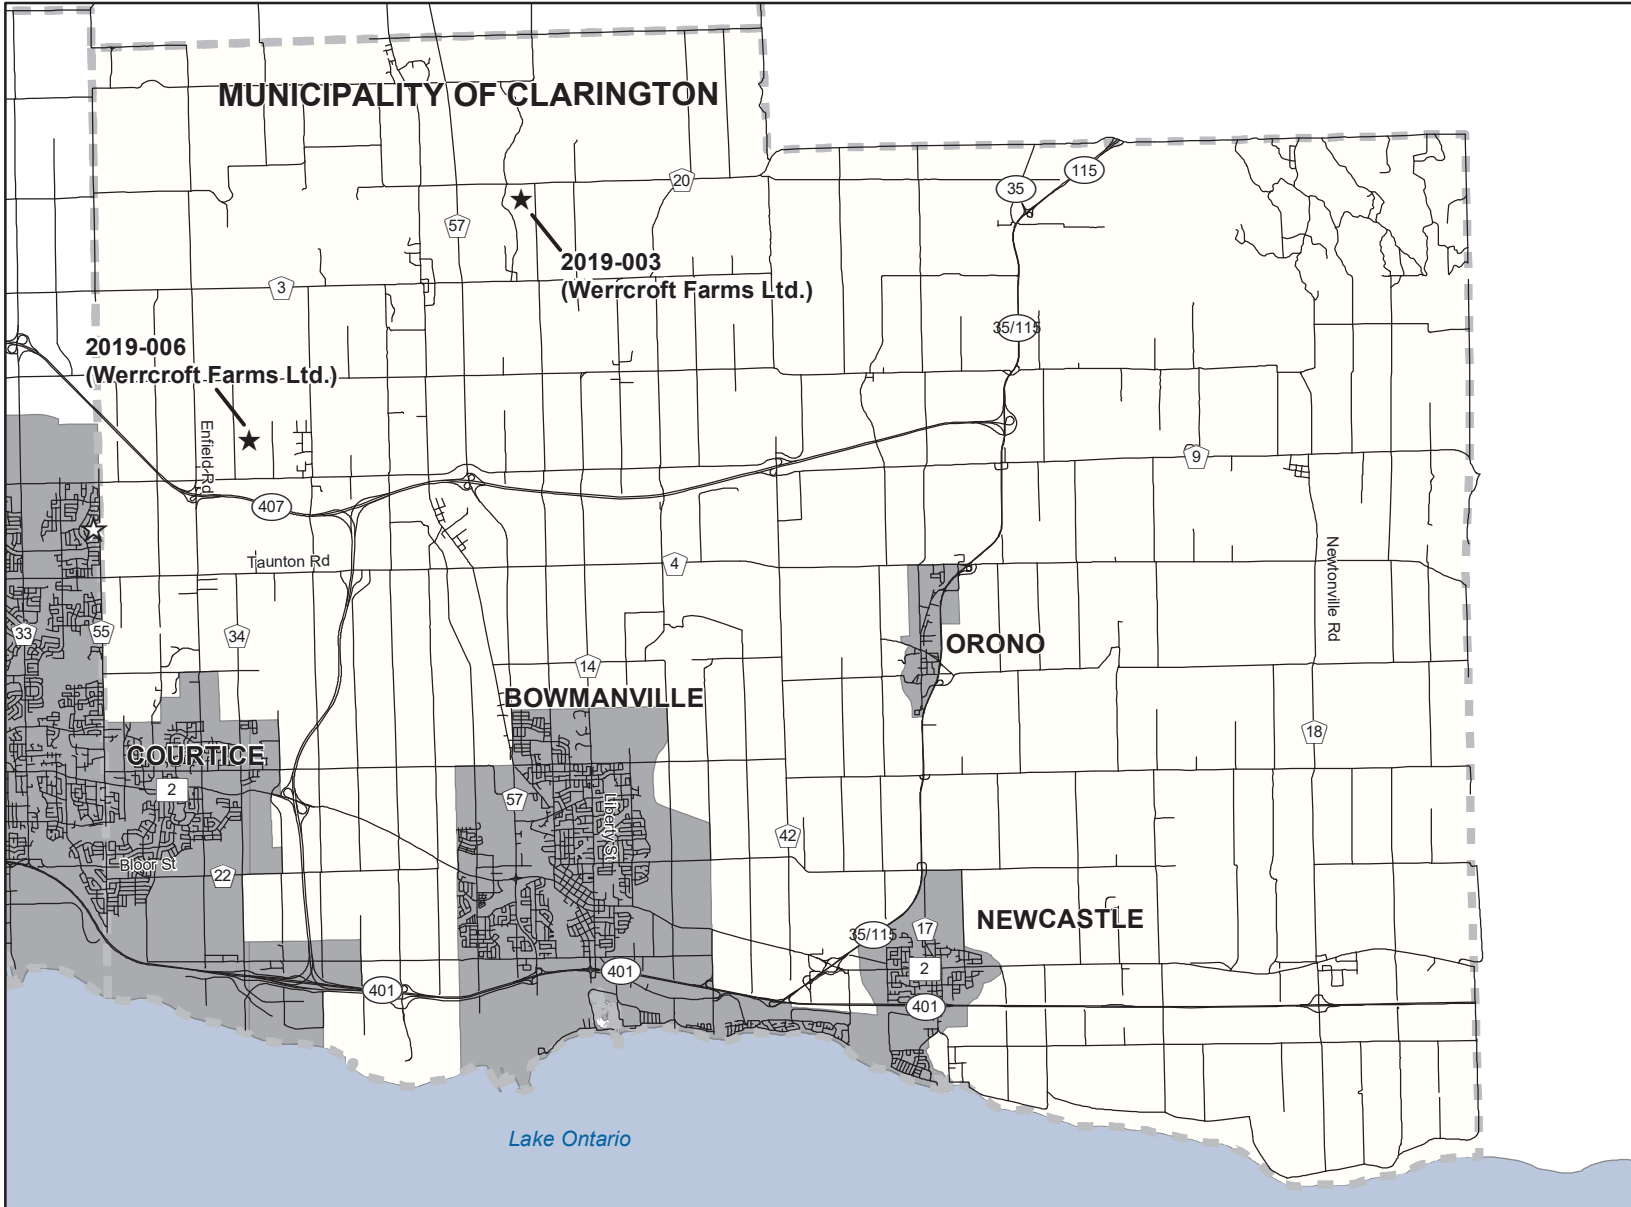 MUNICIPALITY OF CLARINGTON
115
20
35
57
2019-003
(Werrcroft Farms Ltd.)
3
35/115
2019-006
(Werrcroft Farms Ltd.)
Enfield Rd
9
407
Taunton Rd
4
Newtonville Rd
33
55
34
ORONO
14
BOWMANVILLE
18
COURTICE
2
57
Liberty St
42
Bloor St
22
NEWCASTLE
17
35/115
2
401
401
401
Lake Ontario